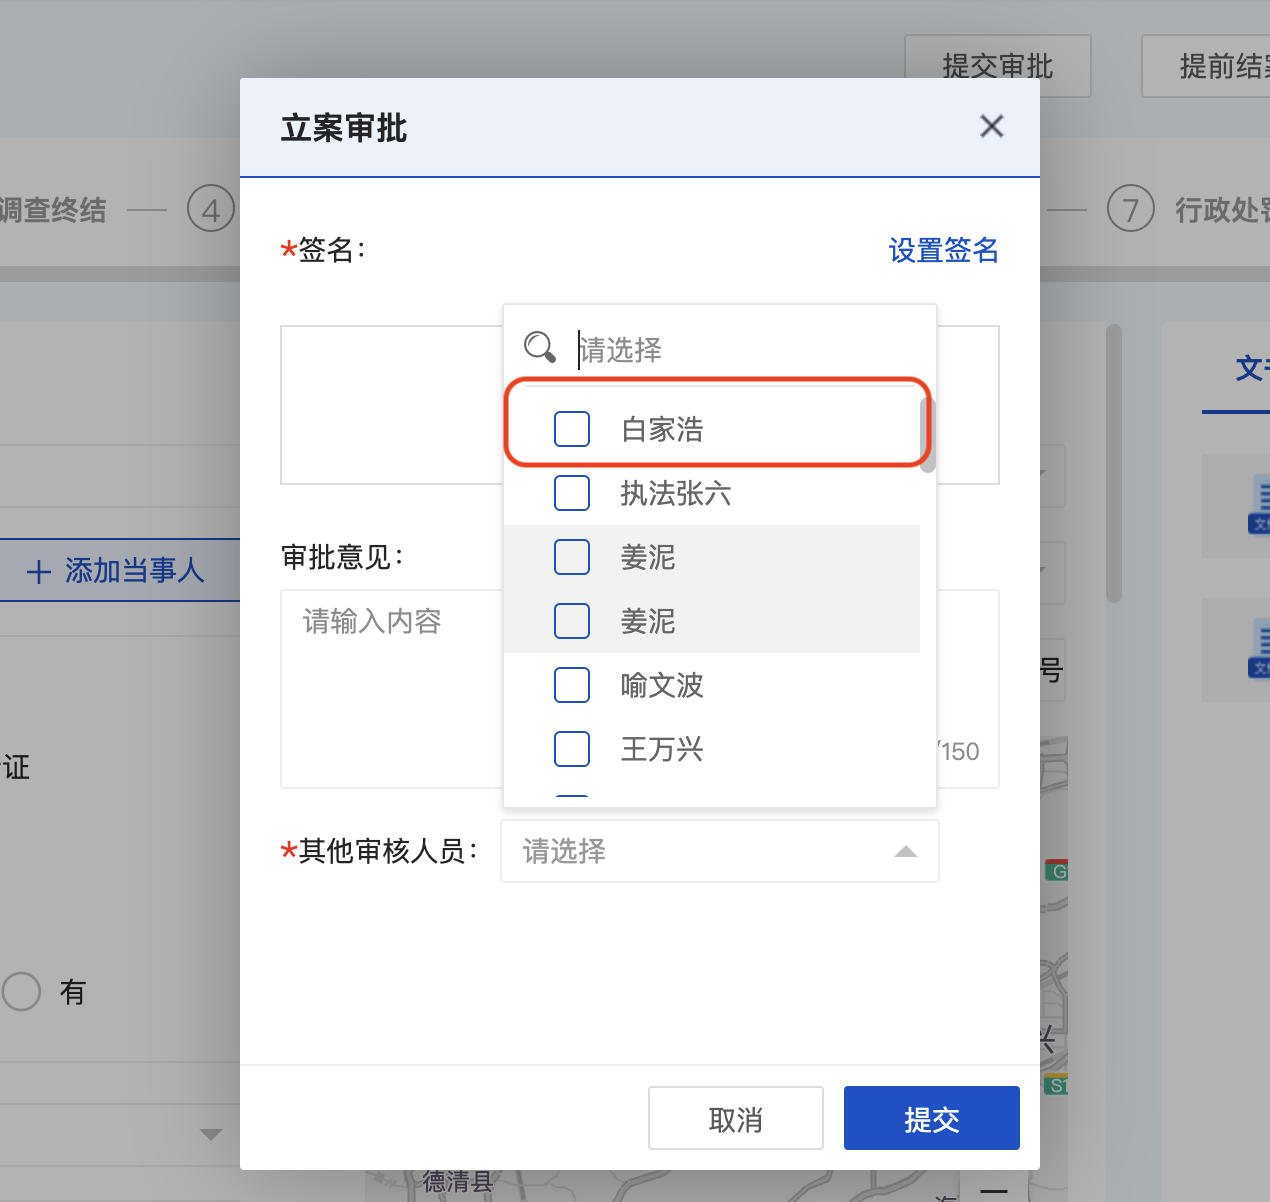 提交审批
提前结
立案审批
调查终结
4
7
行政处
*签名：
设置签名
请选择
文
白家浩
执法张六
姜泥
审批意见：
添加当事人
请输入内容
姜泥
号
喻文波
王万兴
/150
证
*其他审核人员：
请选择
G
有
S1
取消
提交
德清县